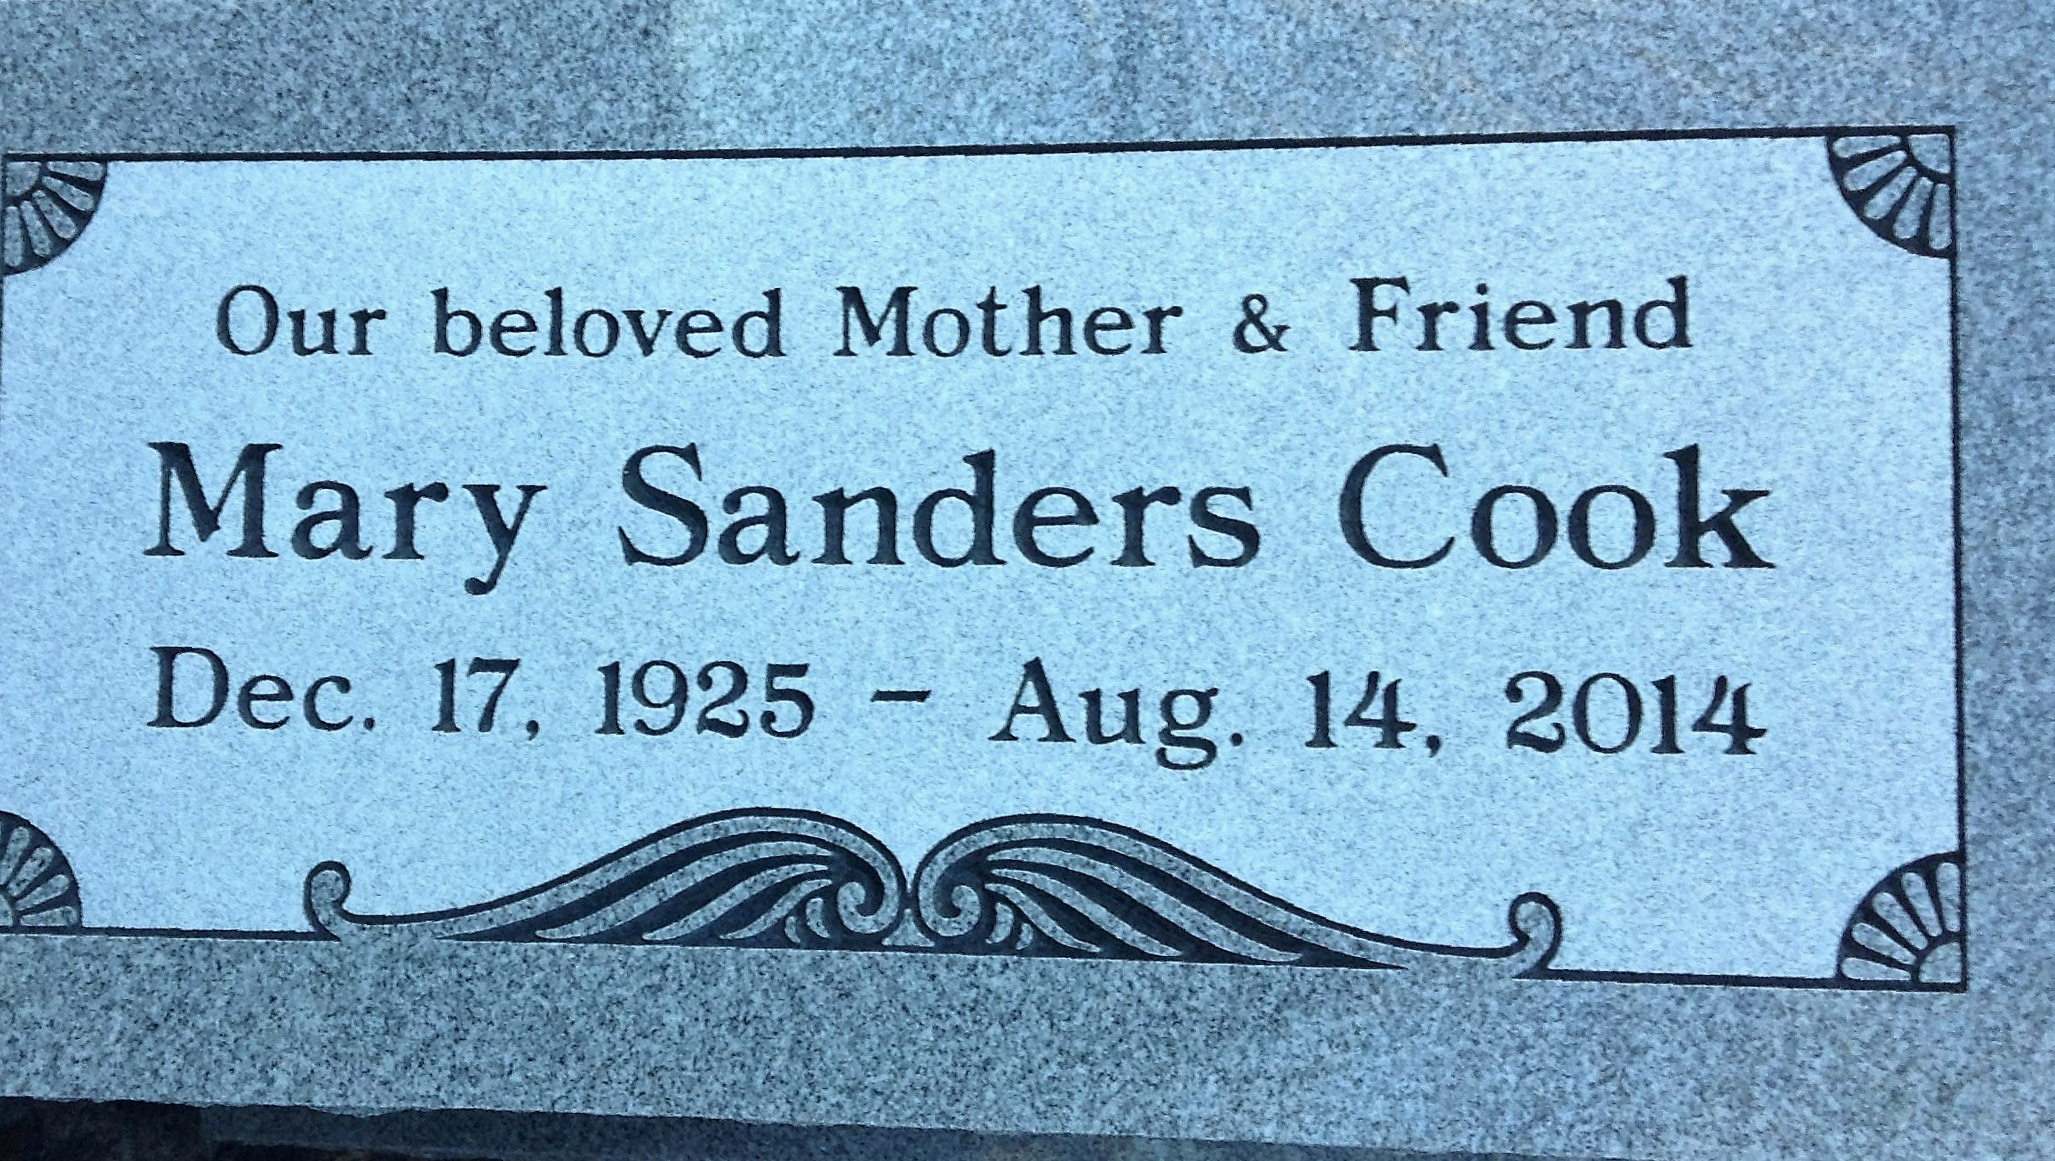 Our beloved Mother & Friend
Mary Sanders Cook
Dec. 17, 1925 – Aug. 14, 2014